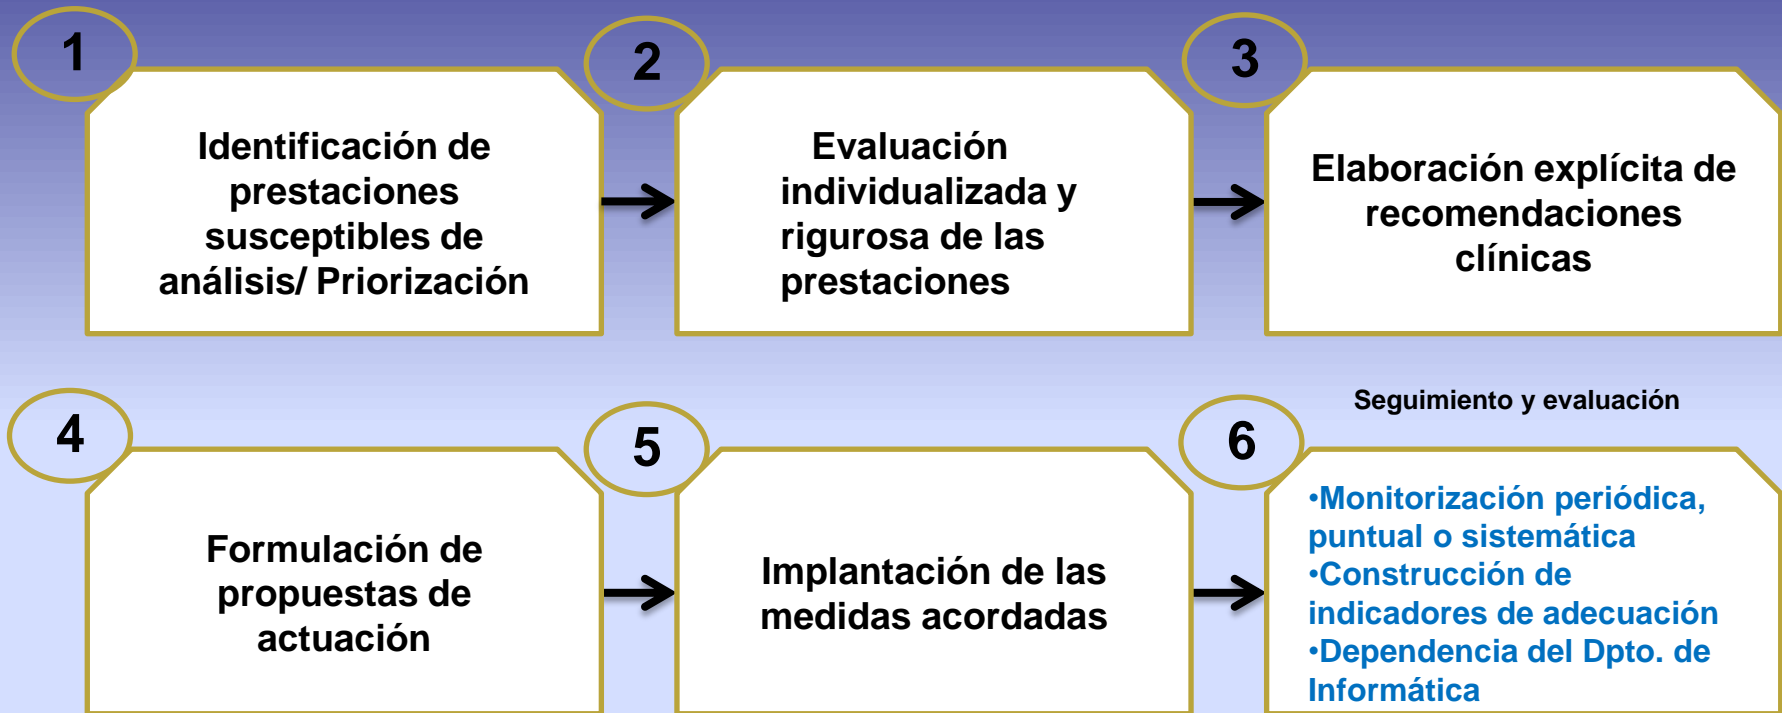 1
Identificación de
prestaciones
susceptibles de
análisis/ Priorización
2
Evaluación
individualizada y
rigurosa de las
prestaciones
3
Elaboración explícita de
recomendaciones
clínicas
4
Formulación de
propuestas de
actuación
5
Implantación de las
medidas acordadas
Seguimiento y evaluación
6
•Monitorización periódica,
puntual o sistemática
•Construcción de
indicadores de adecuación
•Dependencia del Dpto. de
Informática